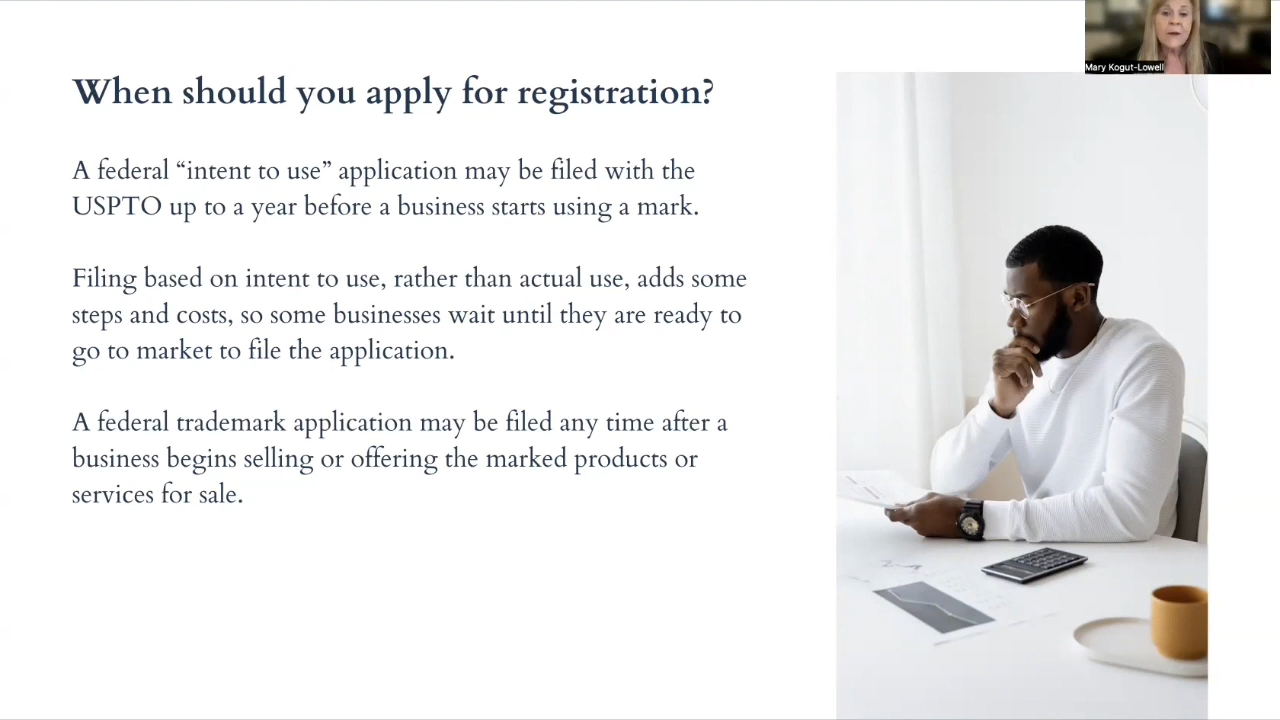 Mary Kogut-Lowell
When should you apply for registration?
A federal “intent to use” application may be filed with the
USPTO up to a year before a business starts using a mark.
Filing based on intent to use, rather than actual use, adds some
steps and costs, so some businesses wait until they are ready to
go to market to file the application.
A federal trademark application may be filed any time after a
business begins selling or offering the marked products or
services for sale.